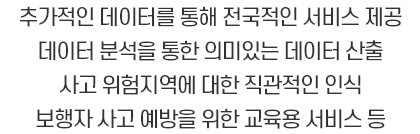 추가적인 데이터를 통해 전국적인 서비스 제공
데이터 분석을 통한 의미있는 데이터 산출
사고 위험지역에 대한 직관적인 인식
보행자 사고 예방을 위한 교육용 서비스 등